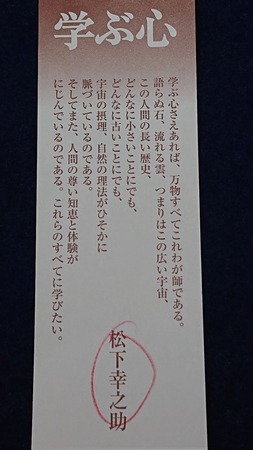 学ぶ心
学ぶ心さえあれば、万物すべてこれわが師である。
語らぬ石、流れる雲、つまりはこの広い宇宙、
この人間の長い歴史、
どんなに小さいことにでも、
どんなに古いことにでも、
宇宙の摂理、自然の理法がひそかに
脈づいているのである。
そしてまた、人間の尊い知恵と体験が
にじんでいるのである。これらのすべてに学びたい。
松下幸之助